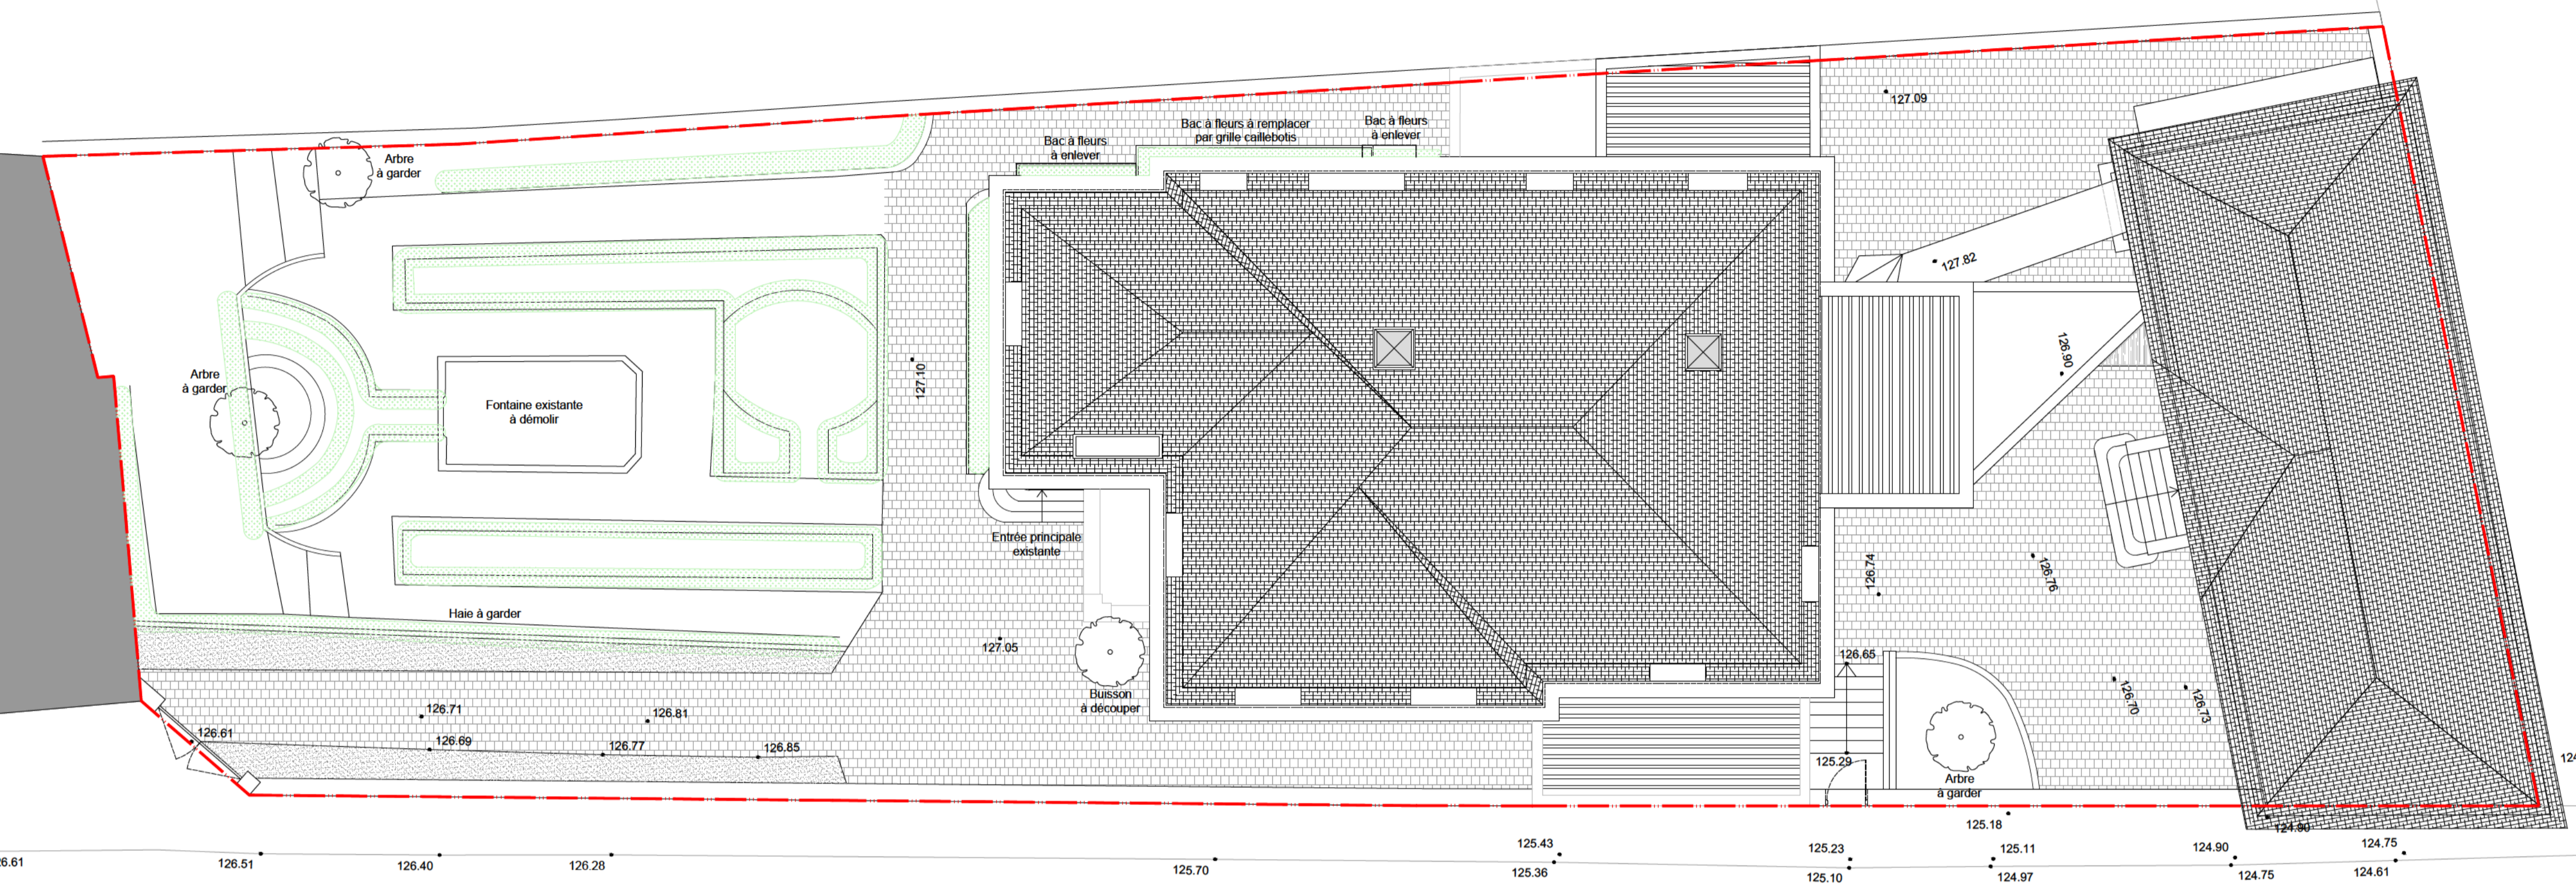 127.09
Arbre
à garder
Bac à fleurs
à enlever
Bac à fleurs à remplacer
par grille caillebotis
Bac à fleurs
à enlever
127.82
126.90
127.10
Arbre
à garder
Fontaine existante
à démolir
Entrée principale
existante
126.74
126.76
Haie à garder
127.05
126.65
Buisson
à découper
126.70
126.73
126.71
126.81
126.61
126.69
126.77
126.85
125.29
Arbre
à garder
125.18
124.90
126.51
126.40
126.28
125.70
125.43
125.36
125.23
125.10
125.11
124.97
124.90
124.75
124.75
124.61